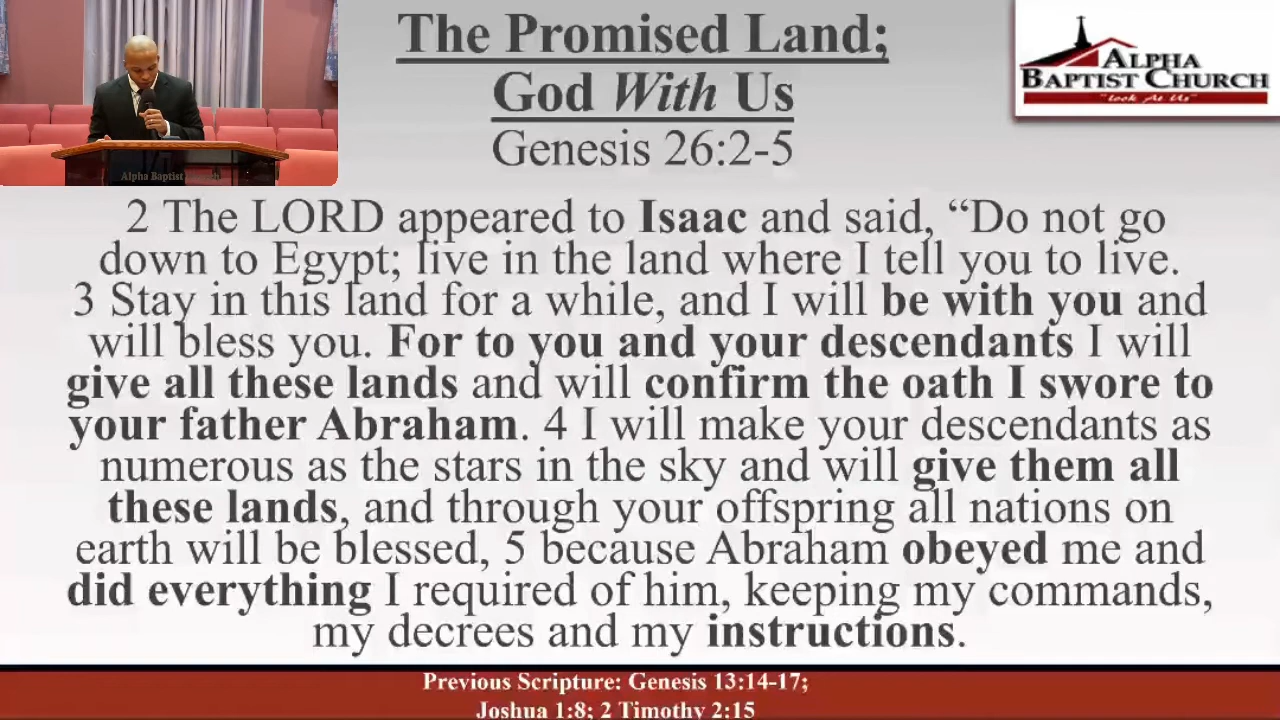 The Promised Land;
God With Us
Genesis 26:2-5
ALPHA
BAPTIST CHURCH
"Look At Us"
Alpha Baptist Church
2 The LORD appeared to Isaac and said, “Do not go
down to Egypt; live in the land where I tell you to live.
3 Stay in this land for a while, and I will be with you and
will bless you. For to you and your descendants I will
give all these lands and will confirm the oath I swore to
your father Abraham. 4 I will make your descendants as
numerous as the stars in the sky and will give them all
these lands, and through your offspring all nations on
earth will be blessed, 5 because Abraham obeyed me and
did everything I required of him, keeping my commands,
my decrees and my instructions.
Previous Scripture: Genesis 13:14-17;
Joshua 1:8; 2 Timothy 2:15